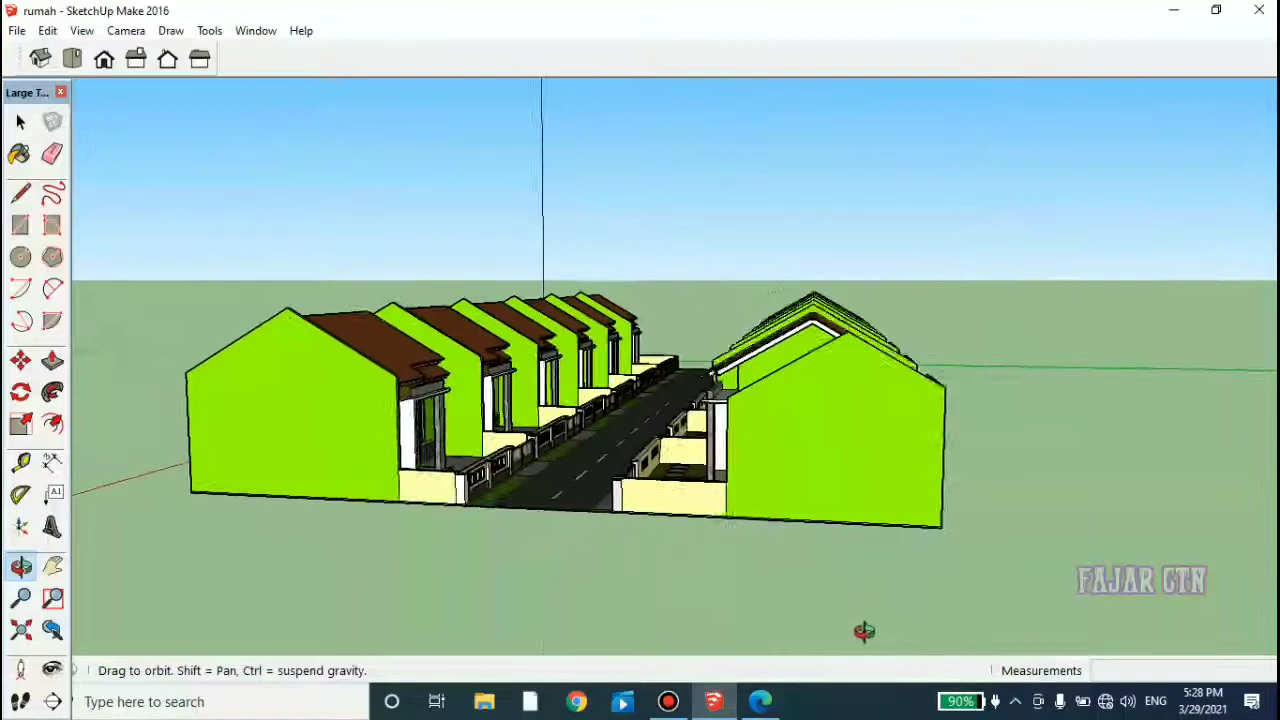 rumah - SketchUp Make 2016
File Edit View Camera Draw Tools Window Help
Large T...
A1
FAJAR CTN
Drag to orbit. Shift = Pan, Ctrl = suspend gravity.
Measurements
Type here to search
90%
ENG
5:28 PM
3/29/2021